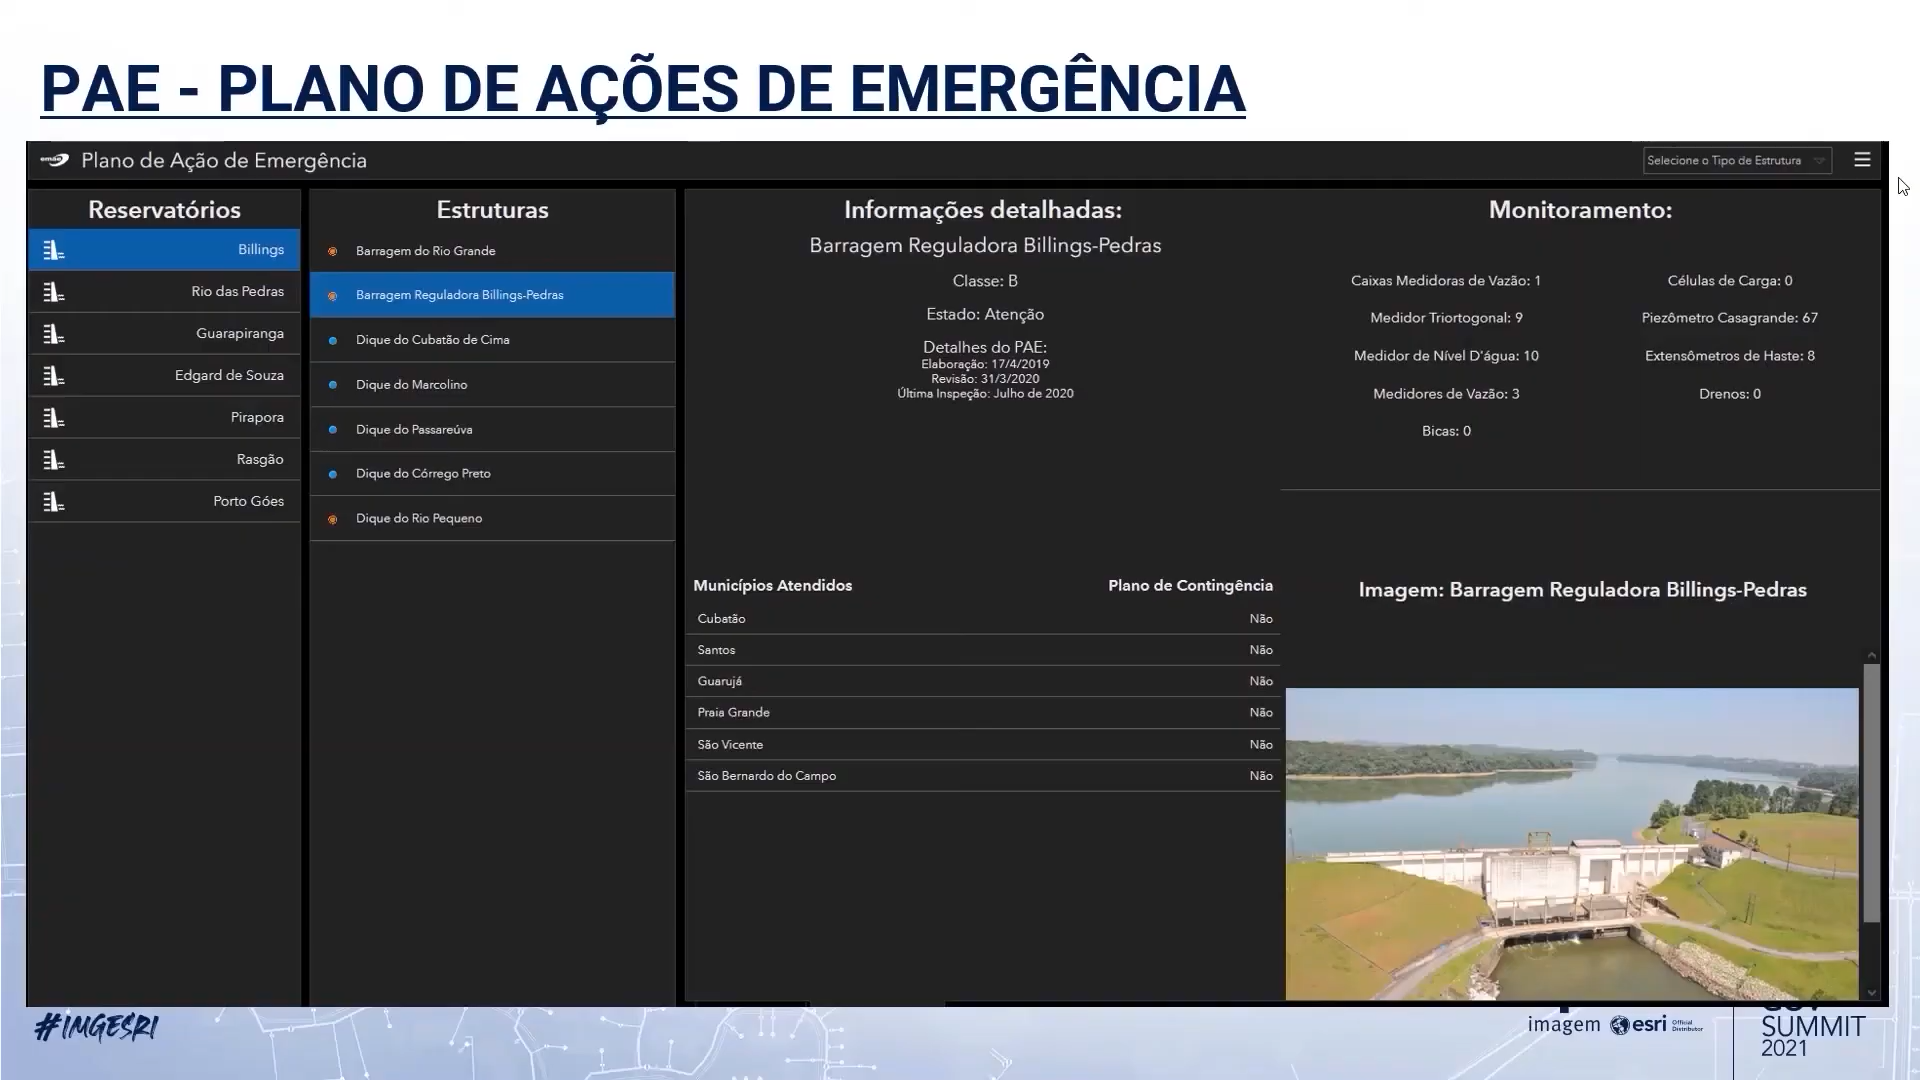 PAE - PLANO DE AÇÕES DE EMERGÊNCIA
emae Plano de Ação de Emergência
Selecione o Tipo de Estrutura
Reservatórios
Billings
Rio das Pedras
Guarapiranga
Edgard de Souza
Pirapora
Rasgão
Porto Góes
Estruturas
Barragem do Rio Grande
Barragem Reguladora Billings-Pedras
Dique do Cubatão de Cima
Dique do Marcolino
Dique do Passareúva
Dique do Córrego Preto
Dique do Rio Pequeno
Informações detalhadas:
Barragem Reguladora Billings-Pedras
Classe: B
Estado: Atenção
Detalhes do PAE:
Elaboração: 17/4/2019
Revisão: 31/3/2020
Última Inspeção: Julho de 2020
Municípios Atendidos Plano de Contingência
Cubatão Não
Santos Não
Guarujá Não
Praia Grande Não
São Vicente Não
São Bernardo do Campo Não
Monitoramento:
Caixas Medidoras de Vazão: 1 Células de Carga: 0
Medidor Triortogonal: 9 Piezômetro Casagrande: 67
Medidor de Nível D'água: 10 Extensômetros de Haste: 8
Medidores de Vazão: 3 Drenos: 0
Bicas: 0
Imagem: Barragem Reguladora Billings-Pedras
#IMGESRI
imagem esri Official Distributor
SUMMIT
2021